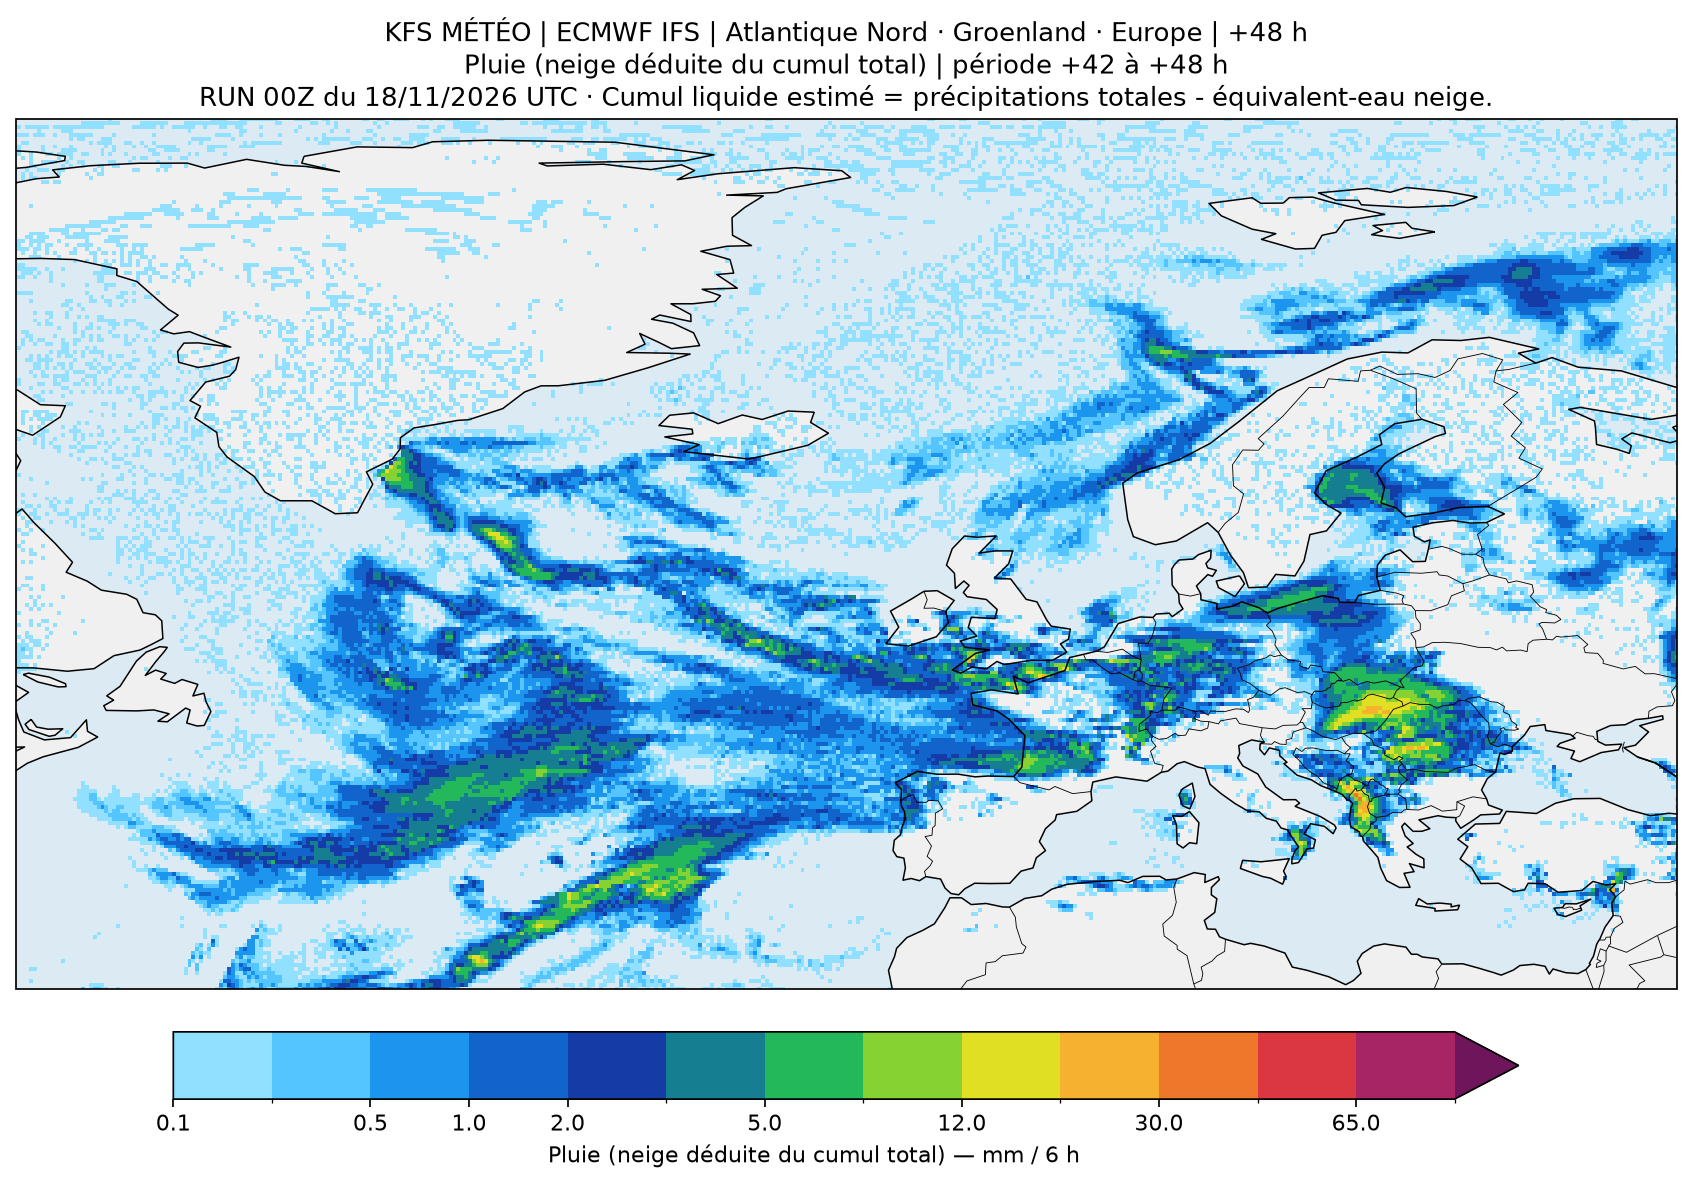 KFS MÉTÉO | ECMWF IFS | Atlantique Nord · Groenland · Europe | +48 h
Pluie (neige déduite du cumul total) | période +42 à +48 h
RUN 00Z du 18/11/2026 UTC · Cumul liquide estimé = précipitations totales - équivalent-eau neige.
0.1 0.5 1.0 2.0 5.0 12.0 30.0 65.0
Pluie (neige déduite du cumul total) — mm / 6 h